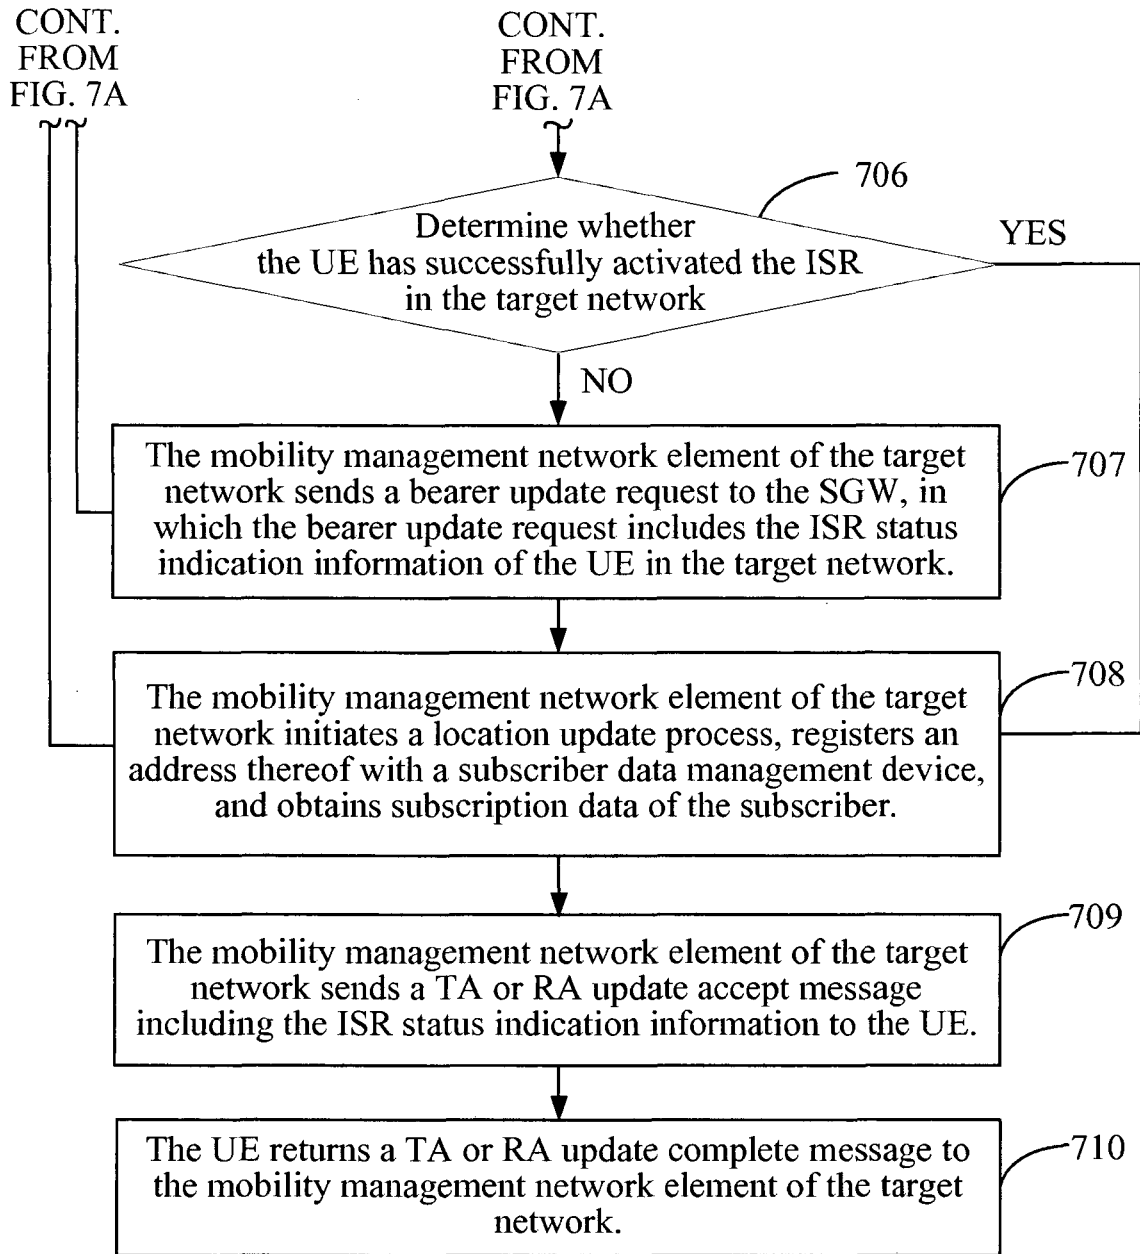 CONT.
FROM
FIG. 7A
CONT.
FROM
FIG. 7A
706
Determine whether
the UE has successfully activated the ISR
in the target network
YES
NO
The mobility management network element of the target
network sends a bearer update request to the SGW, in
which the bearer update request includes the ISR status
indication information of the UE in the target network.
707
The mobility management network element of the target
network initiates a location update process, registers an
address thereof with a subscriber data management device,
and obtains subscription data of the subscriber.
708
The mobility management network element of the target
network sends a TA or RA update accept message
including the ISR status indication information to the UE.
709
The UE returns a TA or RA update complete message to
the mobility management network element of the target
network.
710